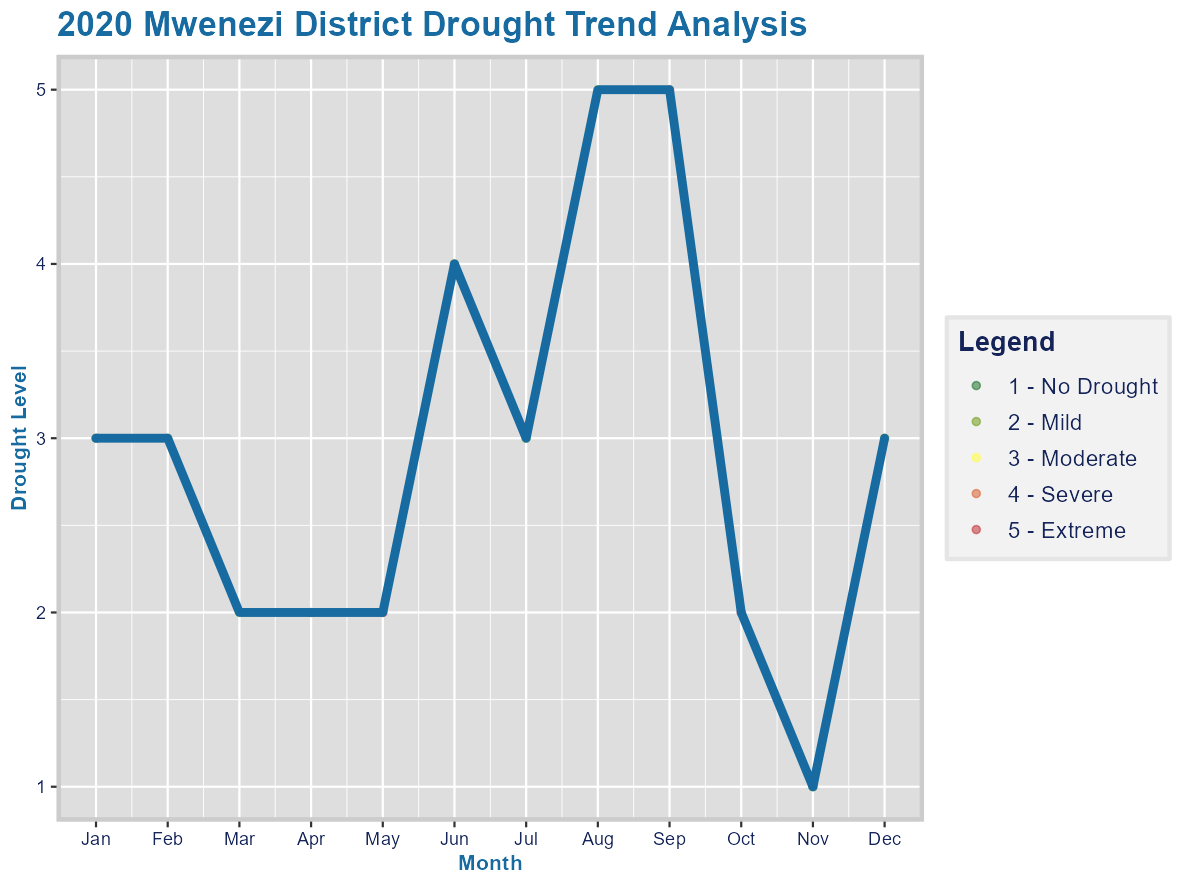 2020 Mwenezi District Drought Trend Analysis
5
4
3
2
1
Drought Level
Jan Feb Mar Apr May Jun Jul Aug Sep Oct Nov Dec
Month
Legend
1 - No Drought
2 - Mild
3 - Moderate
4 - Severe
5 - Extreme